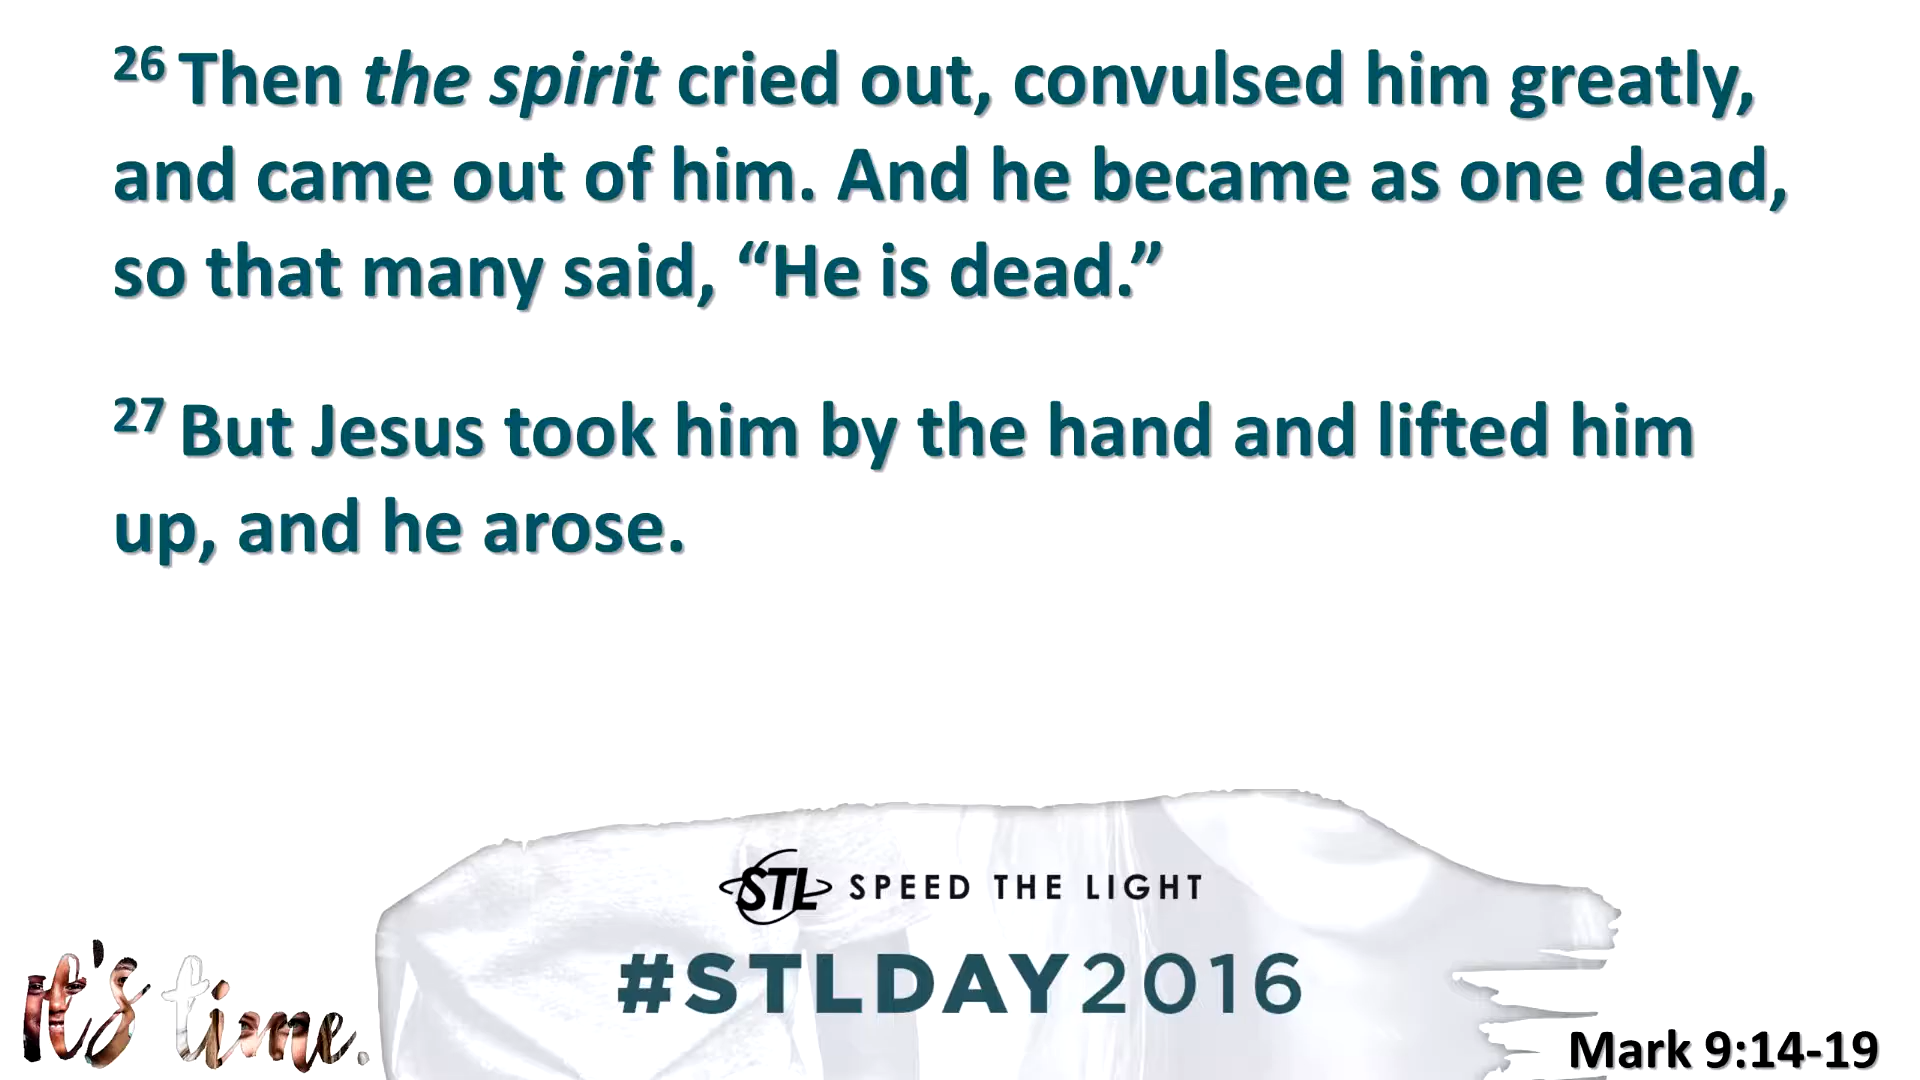 26 Then the spirit cried out, convulsed him greatly,
and came out of him. And he became as one dead,
so that many said, “He is dead.”
27 But Jesus took him by the hand and lifted him
up, and he arose.
STL SPEED THE LIGHT
#STLDAY2016
It's time.
Mark 9:14-19